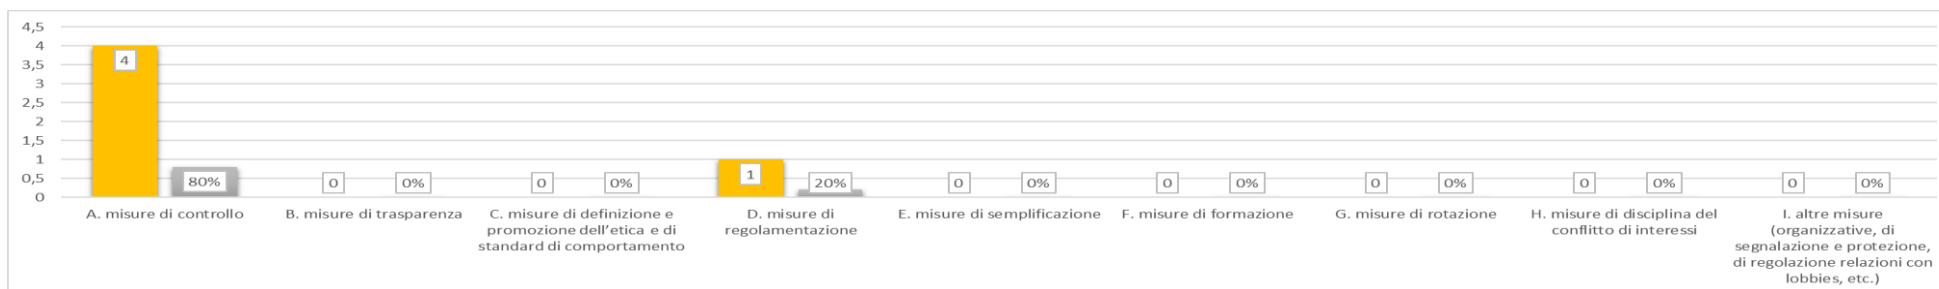 4,5
4
3,5
3
2,5
2
1,5
1
0,5
0
4
80%
0
0%
0
0%
1
20%
0
0%
0
0%
0
0%
0
0%
0
0%
A. misure di controllo
B. misure di trasparenza
C. misure di definizione e
promozione dell’etica e di
standard di comportamento
D. misure di
regolamentazione
E. misure di semplificazione
F. misure di formazione
G. misure di rotazione
H. misure di disciplina del
conflitto di interessi
I. altre misure
(organizzative, di
segnalazione e protezione,
di regolazione relazioni con
lobbies, etc.)